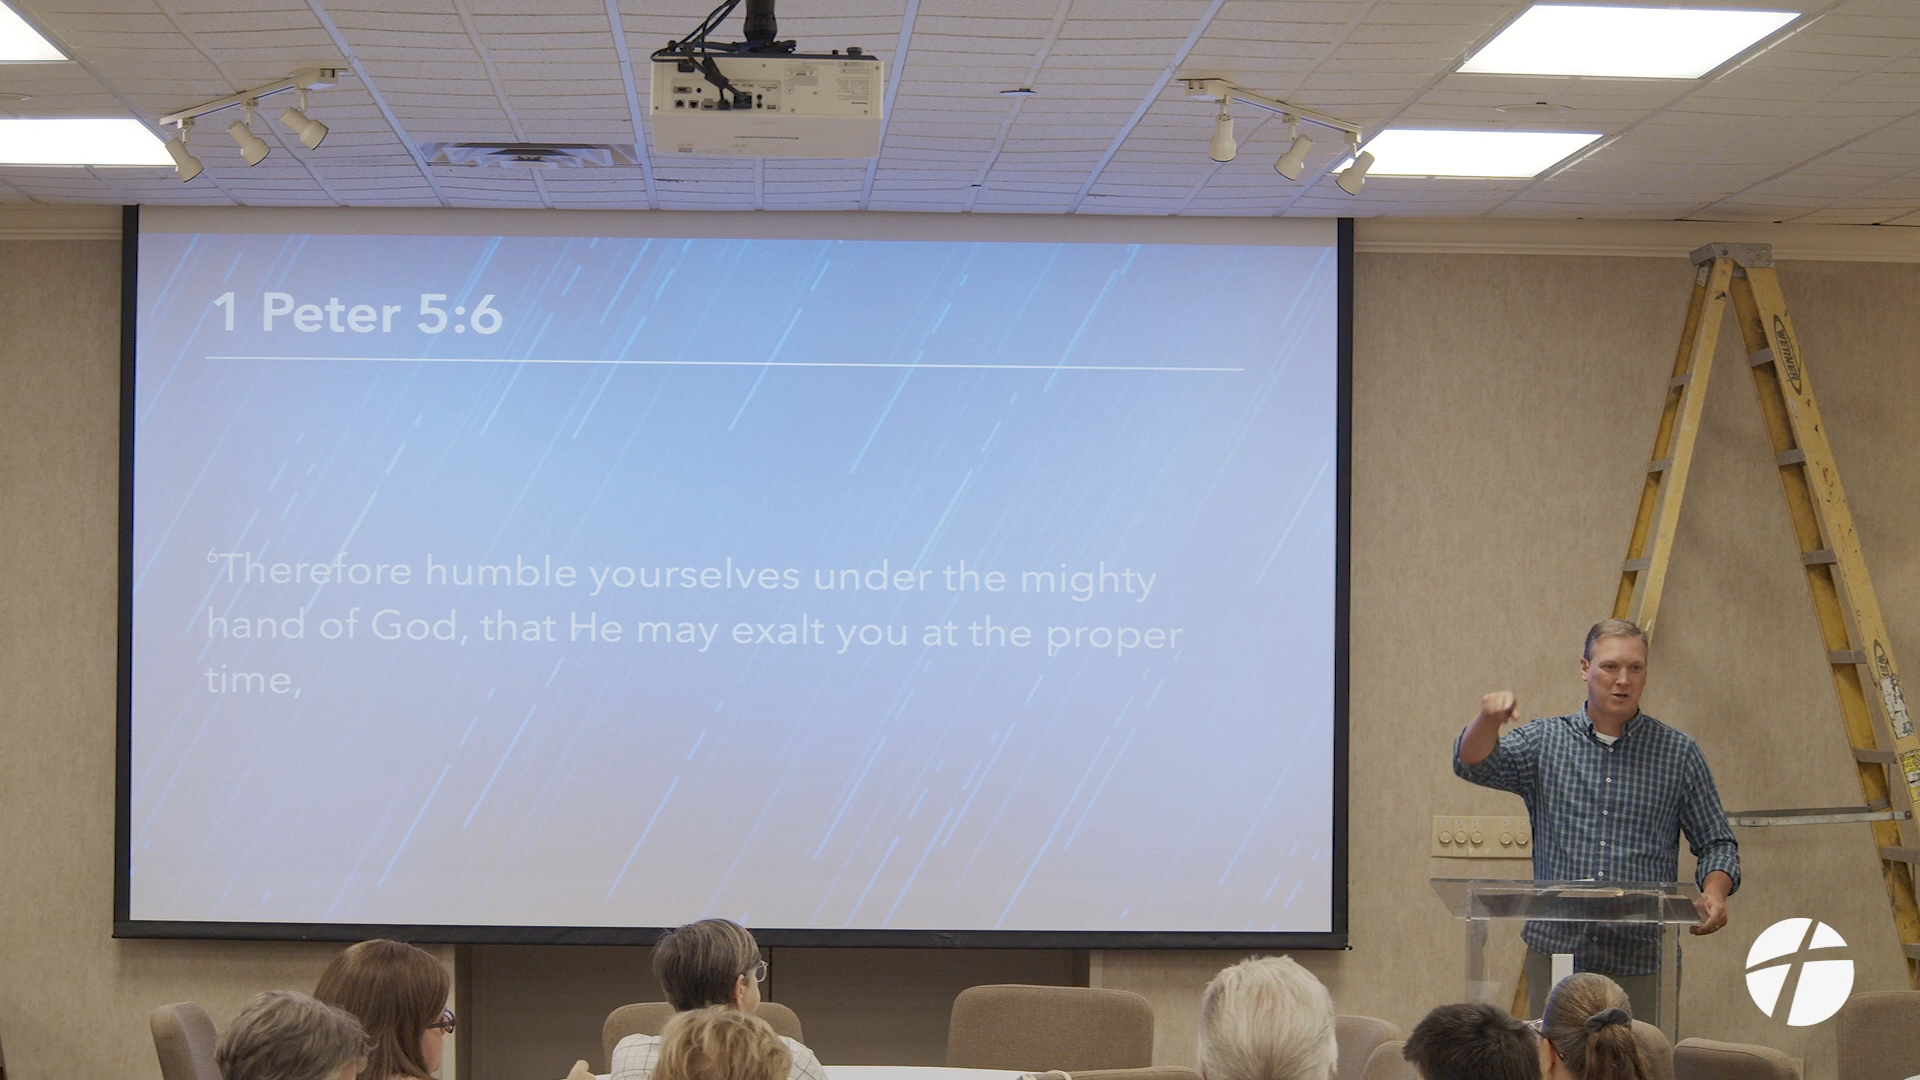 1 Peter 5:6
6Therefore humble yourselves under the mighty
hand of God, that He may exalt you at the proper
time,
WERNER